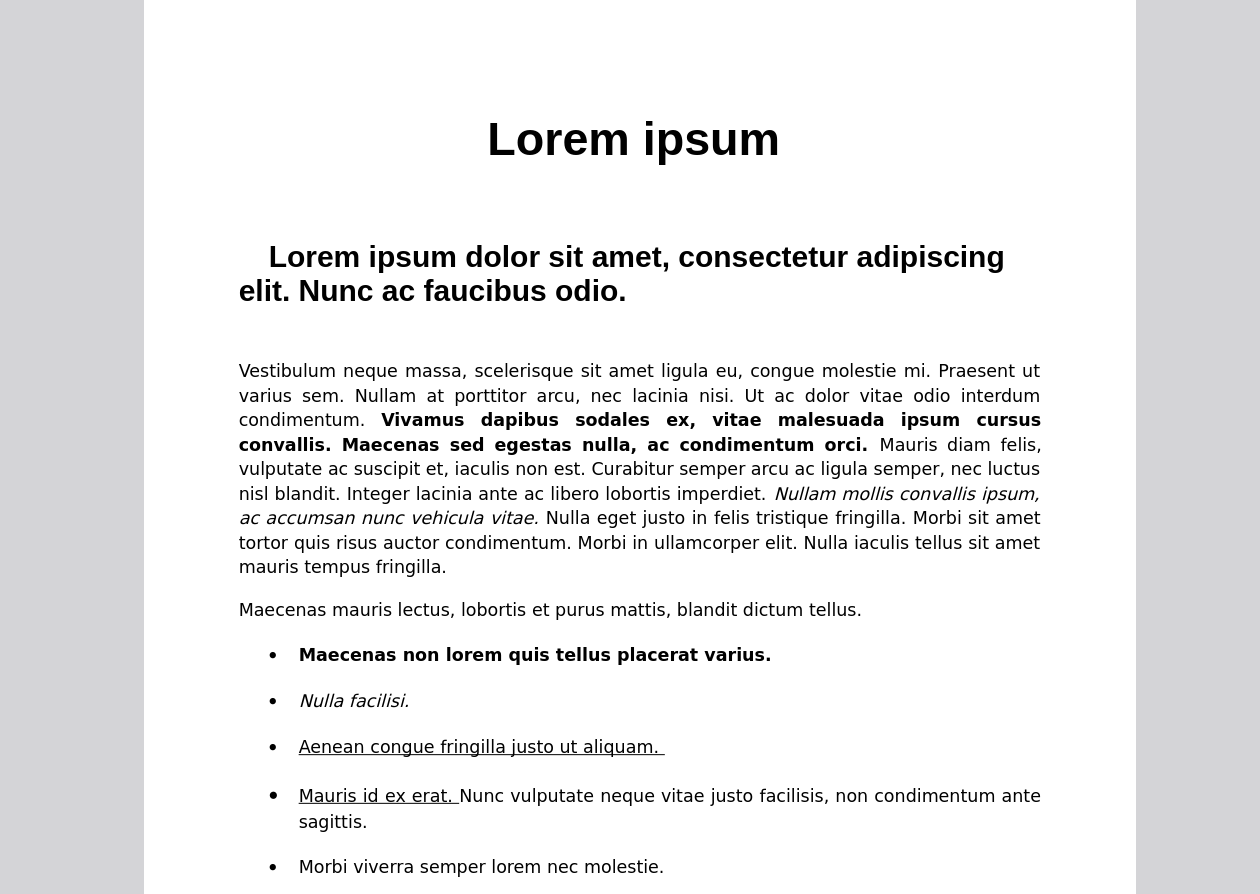 Lorem ipsum
Lorem ipsum dolor sit amet, consectetur adipiscing
elit. Nunc ac faucibus odio.
Vestibulum neque massa, scelerisque sit amet ligula eu, congue molestie mi. Praesent ut
varius sem. Nullam at porttitor arcu, nec lacinia nisi. Ut ac dolor vitae odio interdum
condimentum. Vivamus dapibus sodales ex, vitae malesuada ipsum cursus
convallis. Maecenas sed egestas nulla, ac condimentum orci. Mauris diam felis,
vulputate ac suscipit et, iaculis non est. Curabitur semper arcu ac ligula semper, nec luctus
nisl blandit. Integer lacinia ante ac libero lobortis imperdiet. Nullam mollis convallis ipsum,
ac accumsan nunc vehicula vitae. Nulla eget justo in felis tristique fringilla. Morbi sit amet
tortor quis risus auctor condimentum. Morbi in ullamcorper elit. Nulla iaculis tellus sit amet
mauris tempus fringilla.
Maecenas mauris lectus, lobortis et purus mattis, blandit dictum tellus.
• Maecenas non lorem quis tellus placerat varius.
• Nulla facilisi.
• Aenean congue fringilla justo ut aliquam.
• Mauris id ex erat. Nunc vulputate neque vitae justo facilisis, non condimentum ante
sagittis.
• Morbi viverra semper lorem nec molestie.